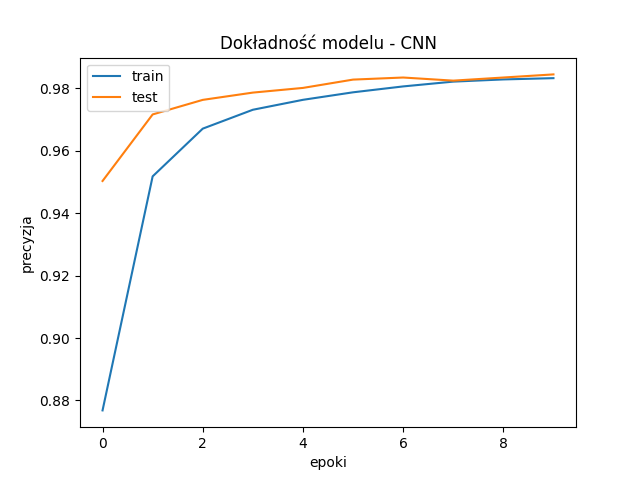 Dokładność modelu - CNN
train
test
0.98
0.96
0.94
0.92
0.90
0.88
precyzja
0
2
4
6
8
epoki